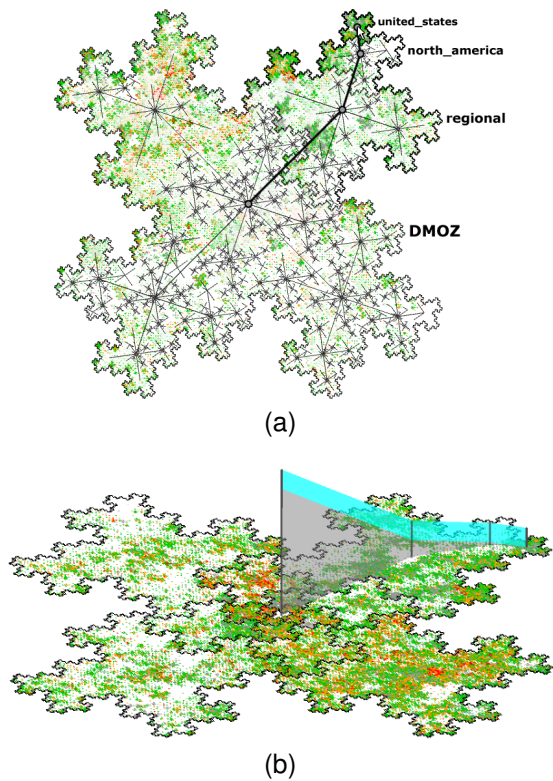 united_states
north_america
regional
DMOZ
(a)
(b)